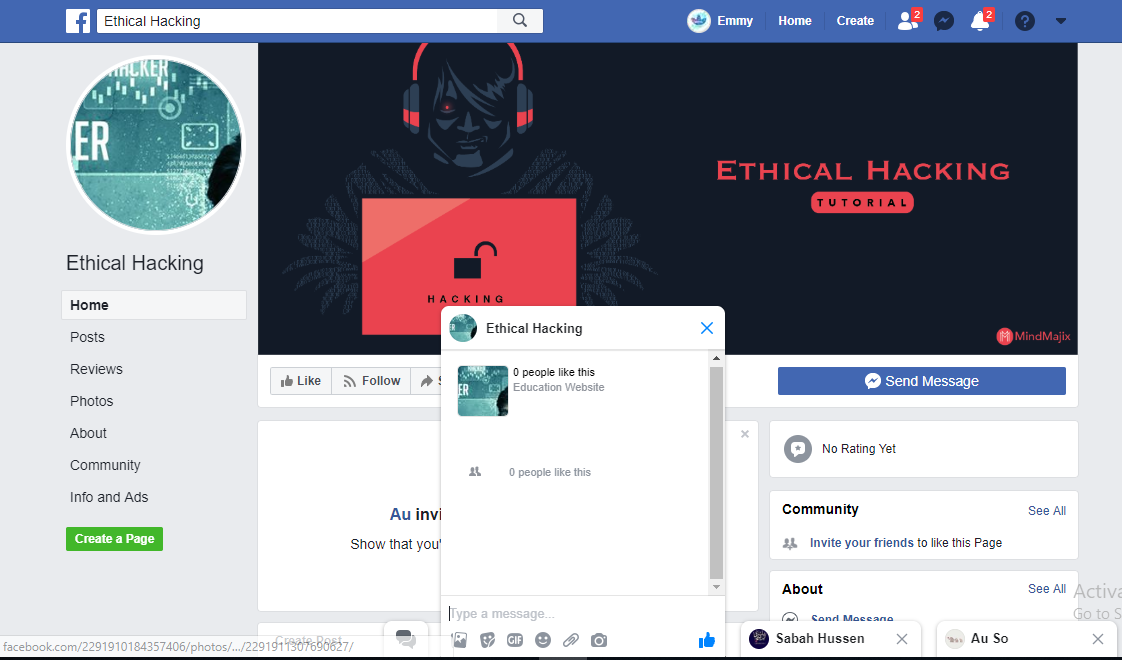 Ethical Hacking
Emmy
Home
Create
2
2
HACKER
ER
ETHICAL HACKING
TUTORIAL
HACKING
MindMajix
Ethical Hacking
Home
Posts
Reviews
Photos
About
Community
Info and Ads
Create a Page
Like
Follow
S
Send Message
Au invi
Show that you'
Create Post
Ethical Hacking
ER
0 people like this
Education Website
0 people like this
Type a message...
GIF
No Rating Yet
Community
See All
Invite your friends to like this Page
About
See All
Send Message
Activa
Go to S
Sabah Hussen
Au So
facebook.com/2291910184357406/photos/.../2291911307690627/